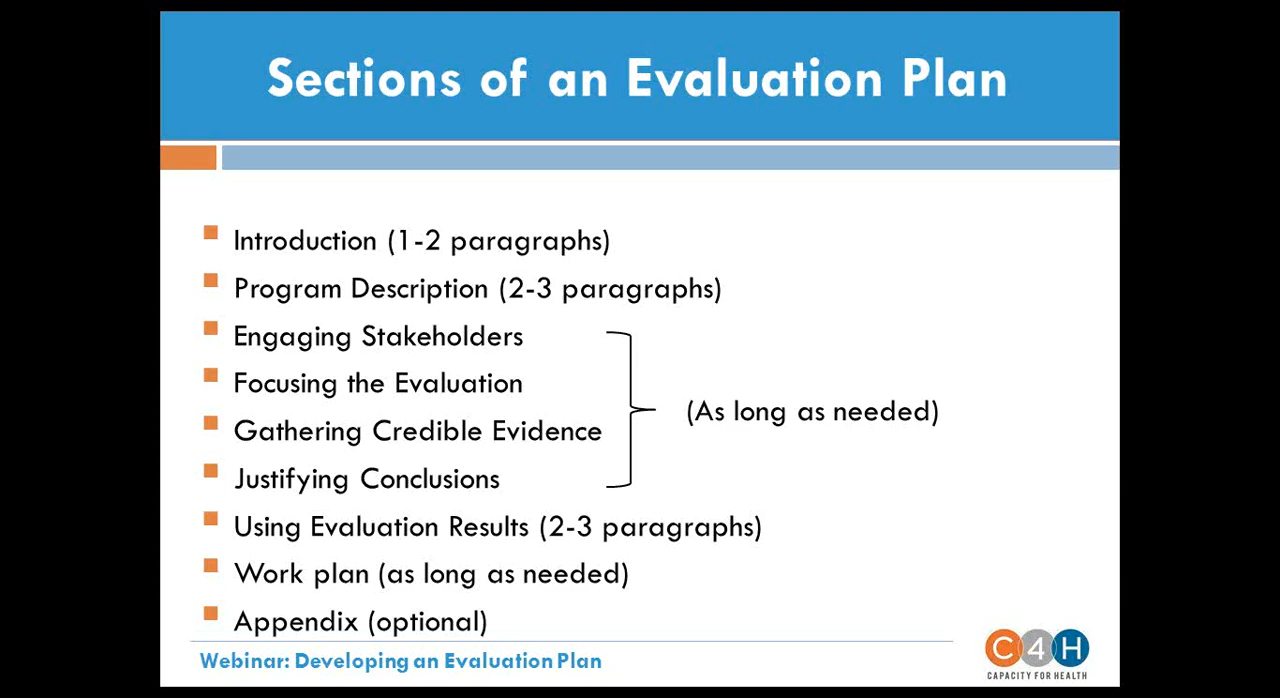 Sections of an Evaluation Plan
Introduction (1-2 paragraphs)
Program Description (2-3 paragraphs)
Engaging Stakeholders
Focusing the Evaluation
Gathering Credible Evidence
Justifying Conclusions
(As long as needed)
Using Evaluation Results (2-3 paragraphs)
Work plan (as long as needed)
Appendix (optional)
Webinar: Developing an Evaluation Plan
C4H
CAPACITY FOR HEALTH